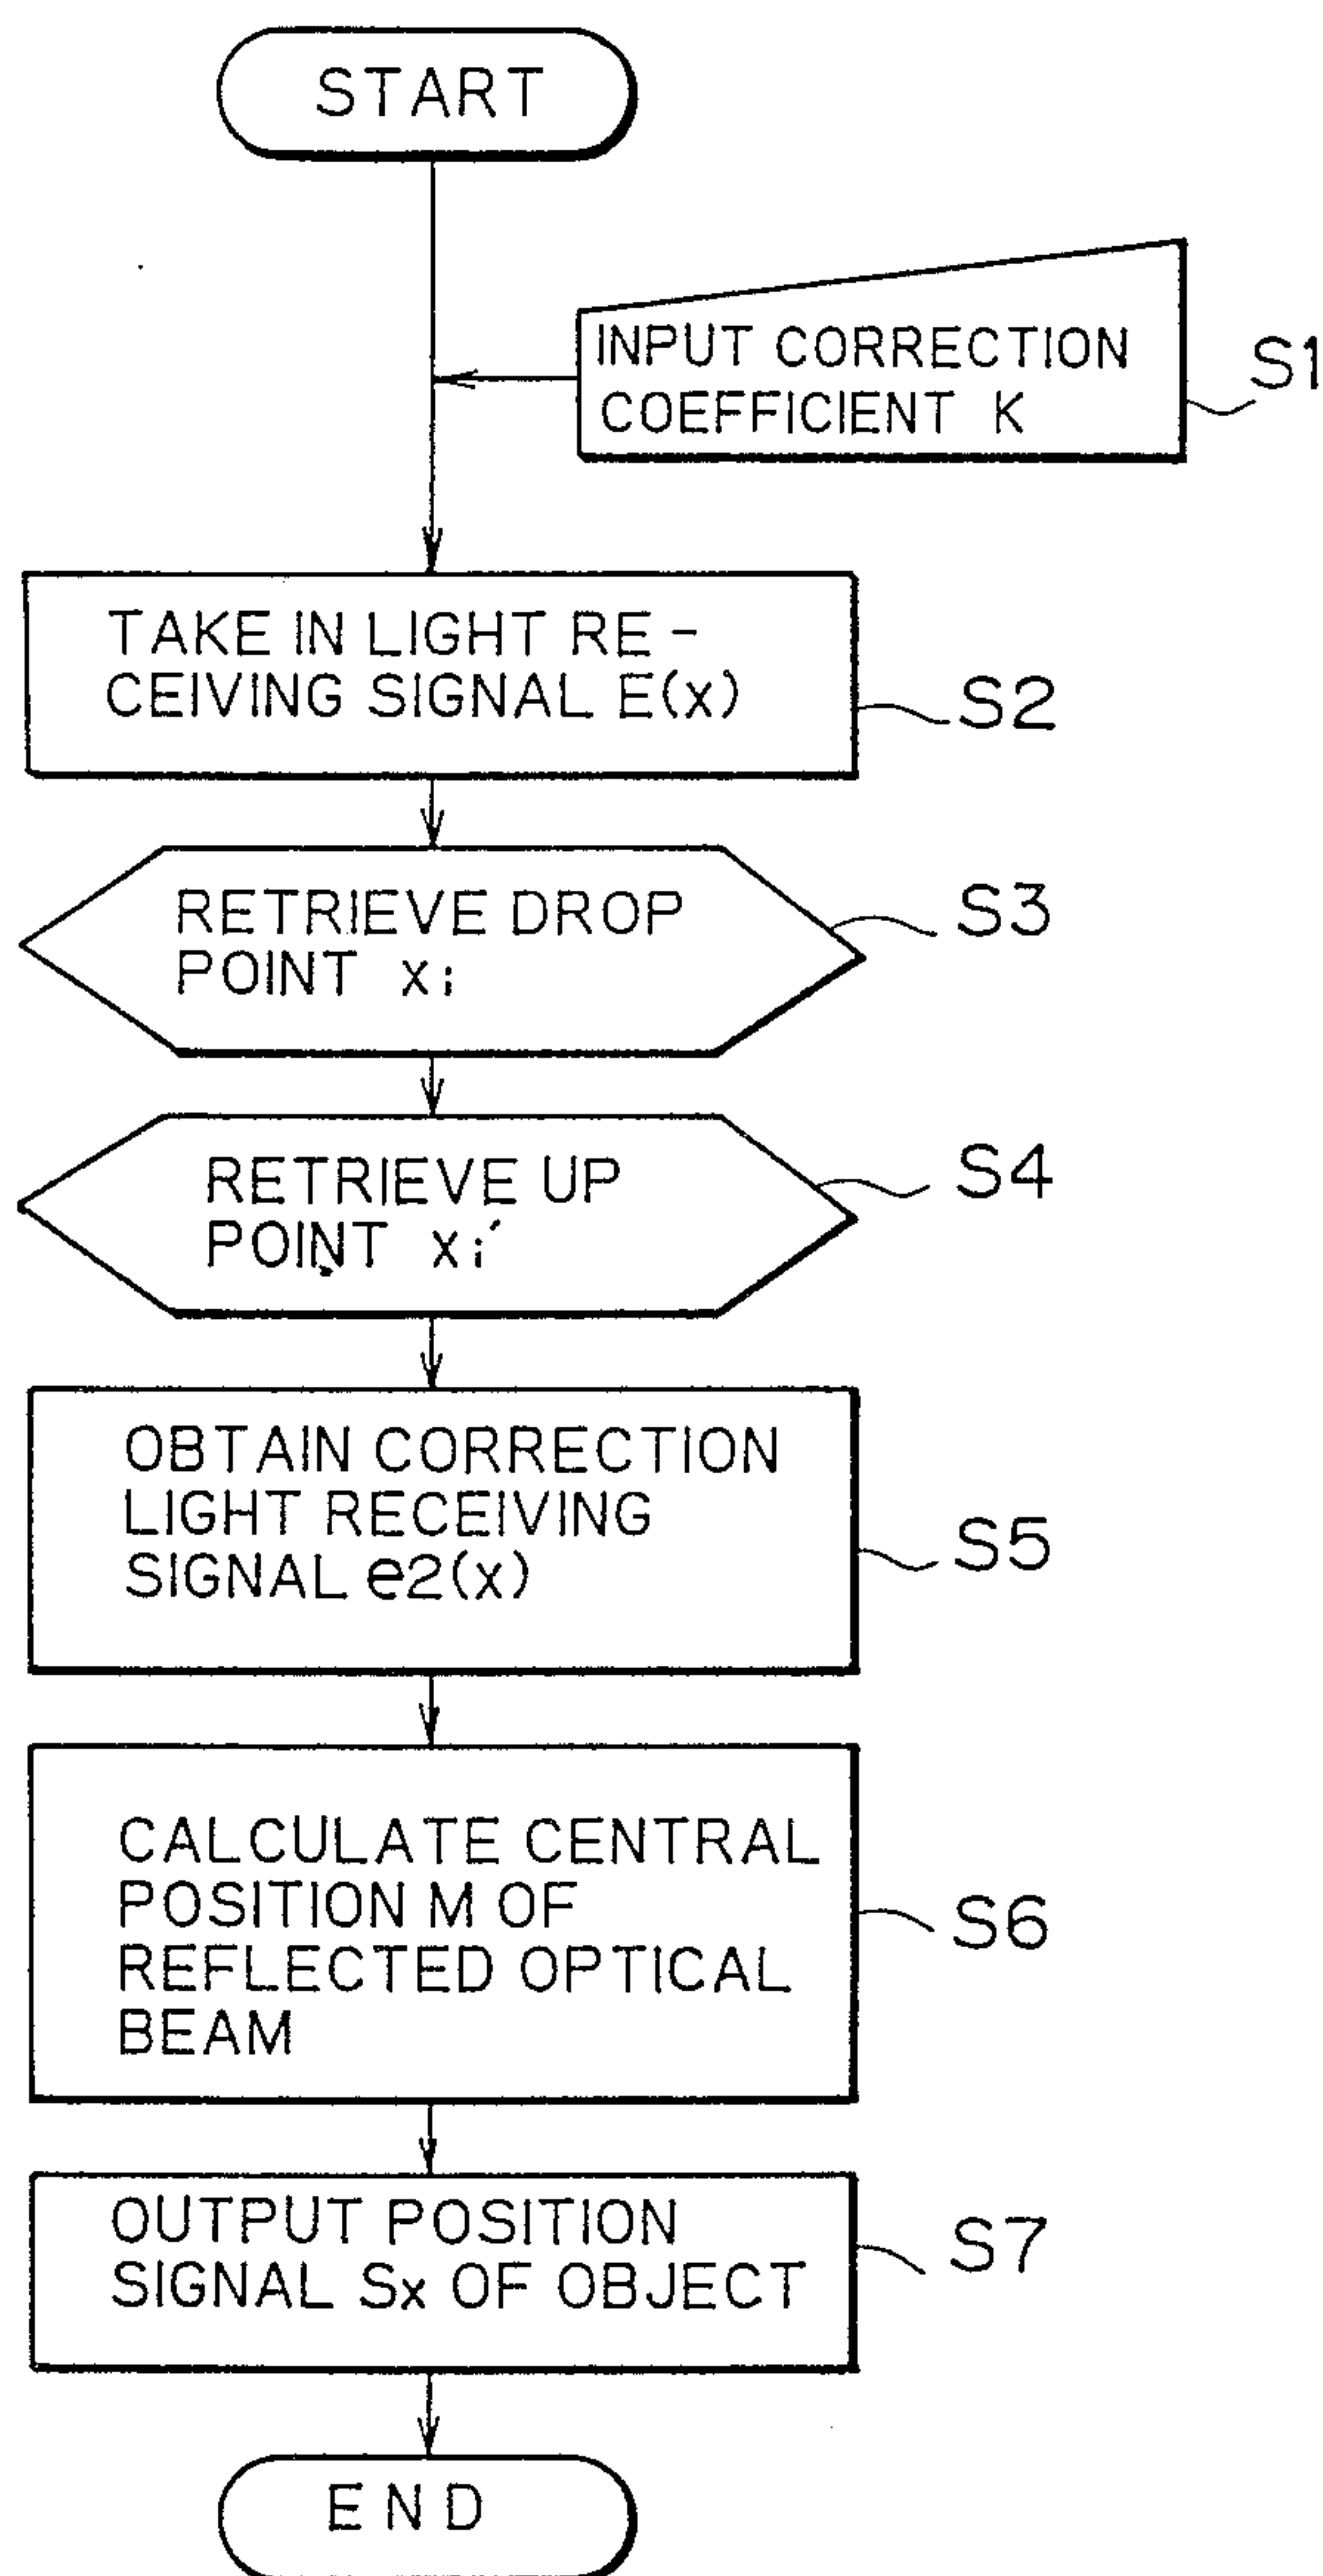 START
INPUT CORRECTION
COEFFICIENT K
S1
TAKE IN LIGHT RE-
CEIVING SIGNAL E(x)
S2
RETRIEVE DROP
POINT xi
S3
RETRIEVE UP
POINT xi′
S4
OBTAIN CORRECTION
LIGHT RECEIVING
SIGNAL e2(x)
S5
CALCULATE CENTRAL
POSITION M OF
REFLECTED OPTICAL
BEAM
S6
OUTPUT POSITION
SIGNAL Sx OF OBJECT
S7
END